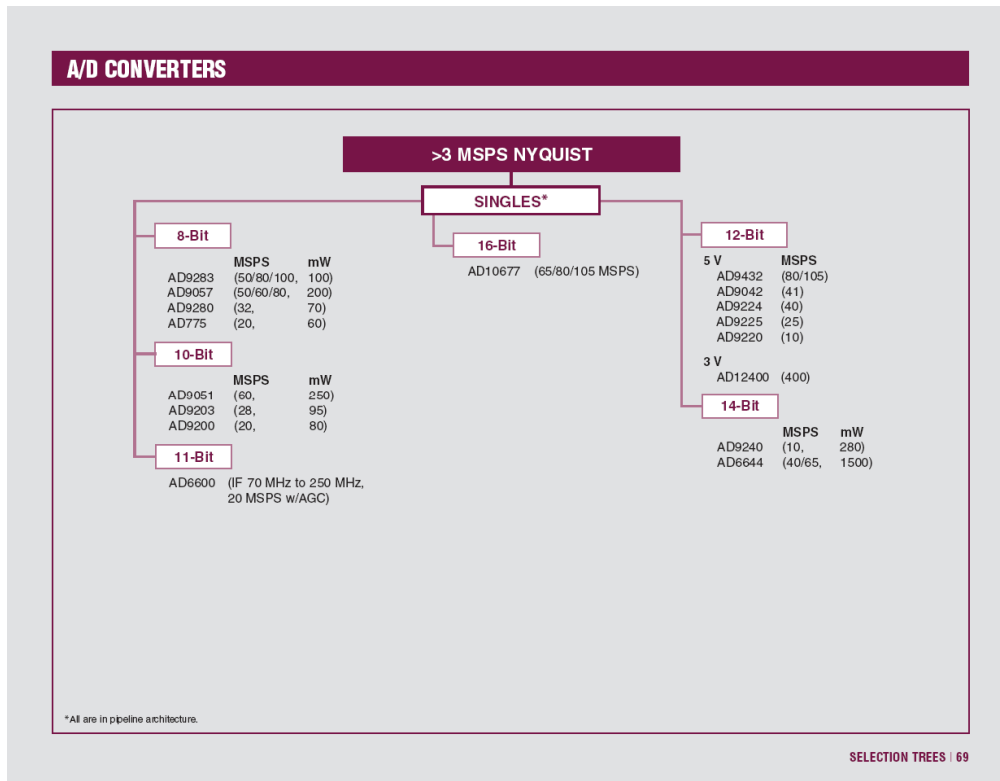 A/D CONVERTERS
>3 MSPS NYQUIST
SINGLES*
8-Bit
MSPS mW
AD9283 (50/80/100, 100)
AD9057 (50/60/80, 200)
AD9280 (32, 70)
AD775 (20, 60)
10-Bit
MSPS mW
AD9051 (60, 250)
AD9203 (28, 95)
AD9200 (20, 80)
11-Bit
AD6600 (IF 70 MHz to 250 MHz,
20 MSPS w/AGC)
16-Bit
AD10677 (65/80/105 MSPS)
12-Bit
5 V MSPS
AD9432 (80/105)
AD9042 (41)
AD9224 (40)
AD9225 (25)
AD9220 (10)
3 V
AD12400 (400)
14-Bit
MSPS mW
AD9240 (10, 280)
AD6644 (40/65, 1500)
*All are in pipeline architecture.
SELECTION TREES | 69